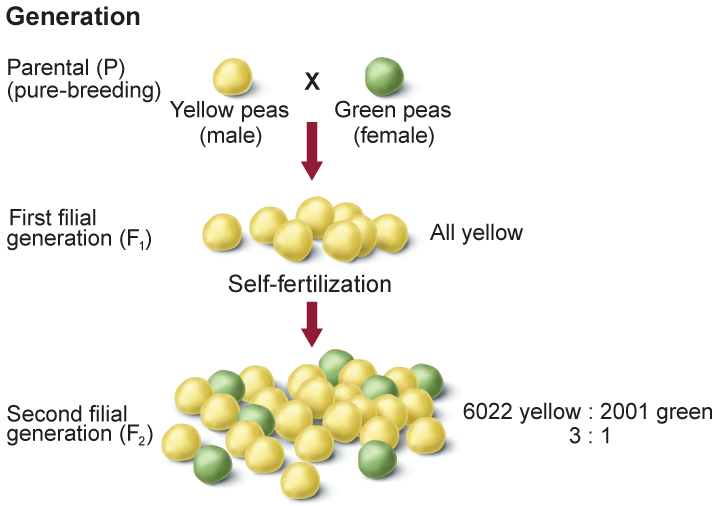 Generation
Parental (P)
(pure-breeding)
X
Yellow peas
(male)
Green peas
(female)
First filial
generation (F₁)
All yellow
Self-fertilization
Second filial
generation (F₂)
6022 yellow : 2001 green
3 : 1